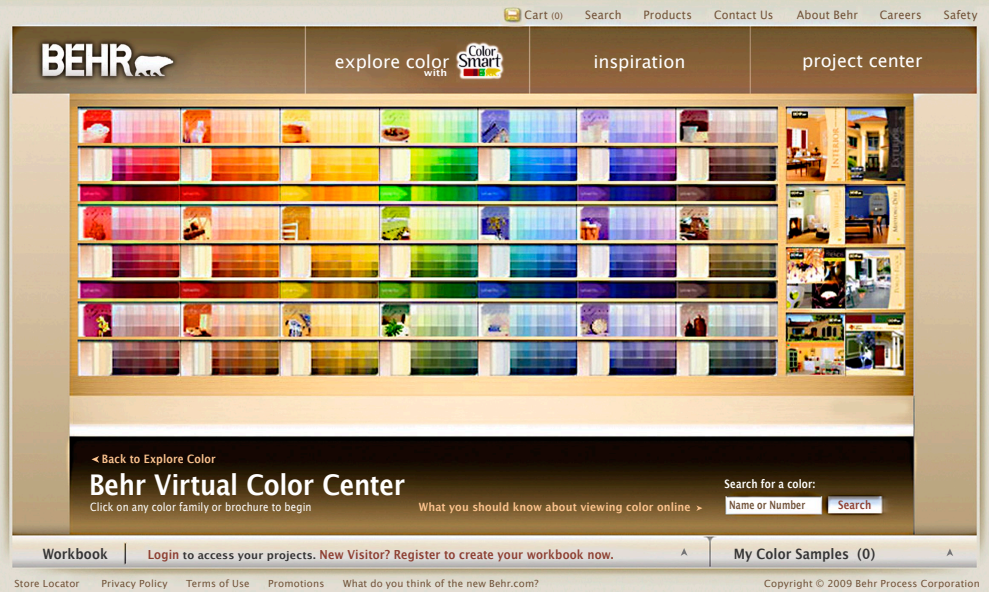 Cart (0) Search Products Contact Us About Behr Careers Safety
BEHR
explore color with Color Smart
inspiration
project center
INTERIOR
Back to Explore Color
Behr Virtual Color Center
Click on any color family or brochure to begin
What you should know about viewing color online
Search for a color:
Name or Number Search
Workbook Login to access your projects. New Visitor? Register to create your workbook now. My Color Samples (0)
Store Locator Privacy Policy Terms of Use Promotions What do you think of the new Behr.com? Copyright © 2009 Behr Process Corporation